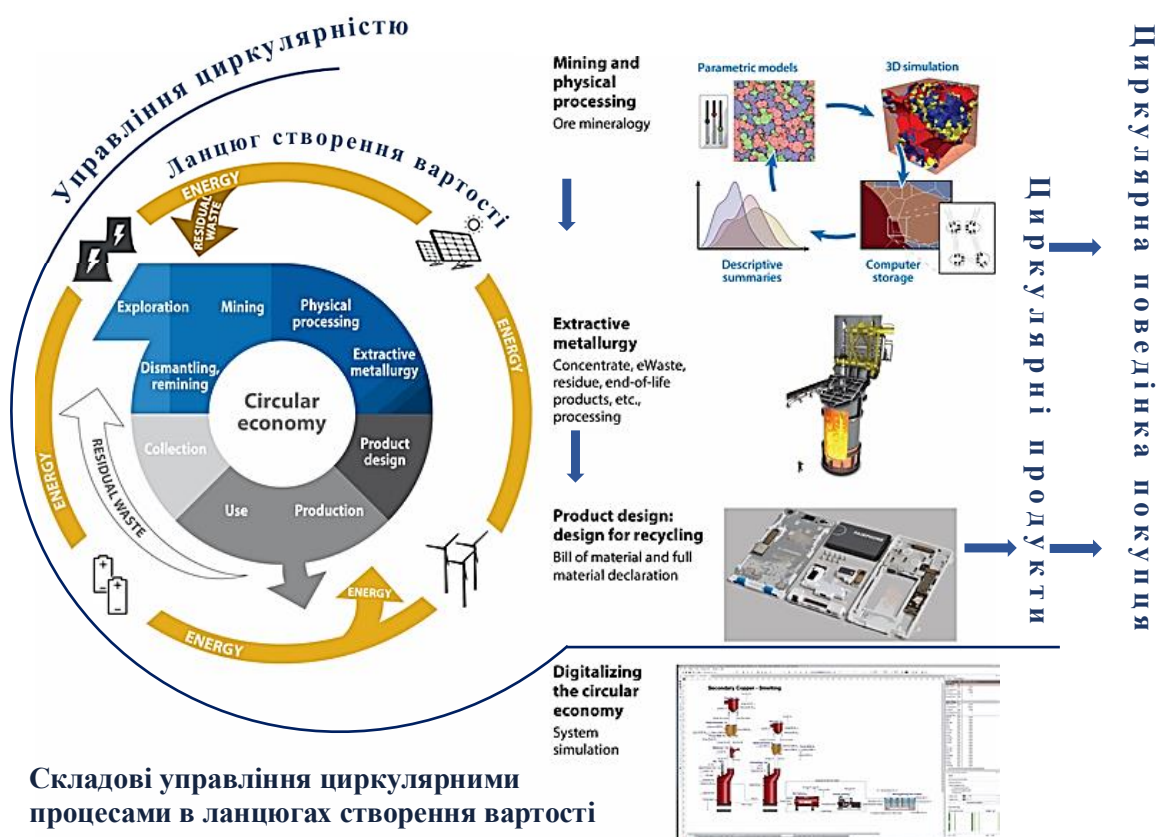 Управління циркулярністю
Ланцюг створення вартості
ENERGY
RESIDUAL
WASTE
ENERGY
ENERGY
Exploration
Mining
Physical
processing
Dismantling,
remining
Extractive
metallurgy
Circular
economy
Collection
Product
design
Use
Production
RESIDUAL WASTE
ENERGY
ENERGY
Mining and
physical
processing
Ore mineralogy
Parametric models
3D simulation
Descriptive
summaries
Computer
storage
Extractive
metallurgy
Concentrate, eWaste,
residue, end-of-life
products, etc.,
processing
Product design:
design for recycling
Bill of material and full
material declaration
FAIRPHONE
Digitalizing
the circular
economy
System
simulation
Secondary Copper - Smelting
Циркулярні продукти
Циркулярна поведінка покупця
Складові управління циркулярними
процесами в ланцюгах створення вартості